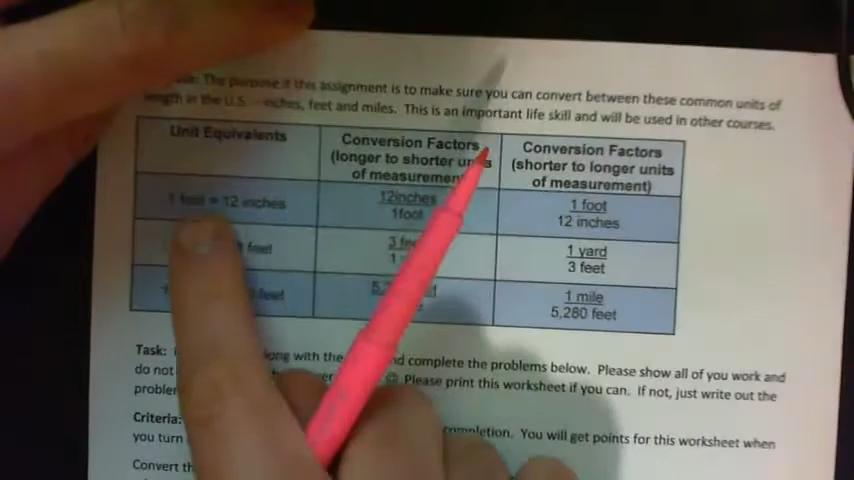 The purpose if this assignment is to make sure you can convert between these common units of
length in the U.S. inches, feet and miles. This is an important life skill and will be used in other courses.
Unit Equivalents
Conversion Factors
(longer to shorter units
of measurement
Conversion Factors
(shorter to longer units
of measurement)
1 foot = 12 inches
12inches
1foot
1 foot
12 inches
feet
3
1
1 yard
3 feet
feet
5,
1 mile
5,280 feet
Task: along with the and complete the problems below. Please show all of you work and
do not Please print this worksheet if you can. If not, just write out the
Criteria: completion. You will get points for this worksheet when
you turn
Convert